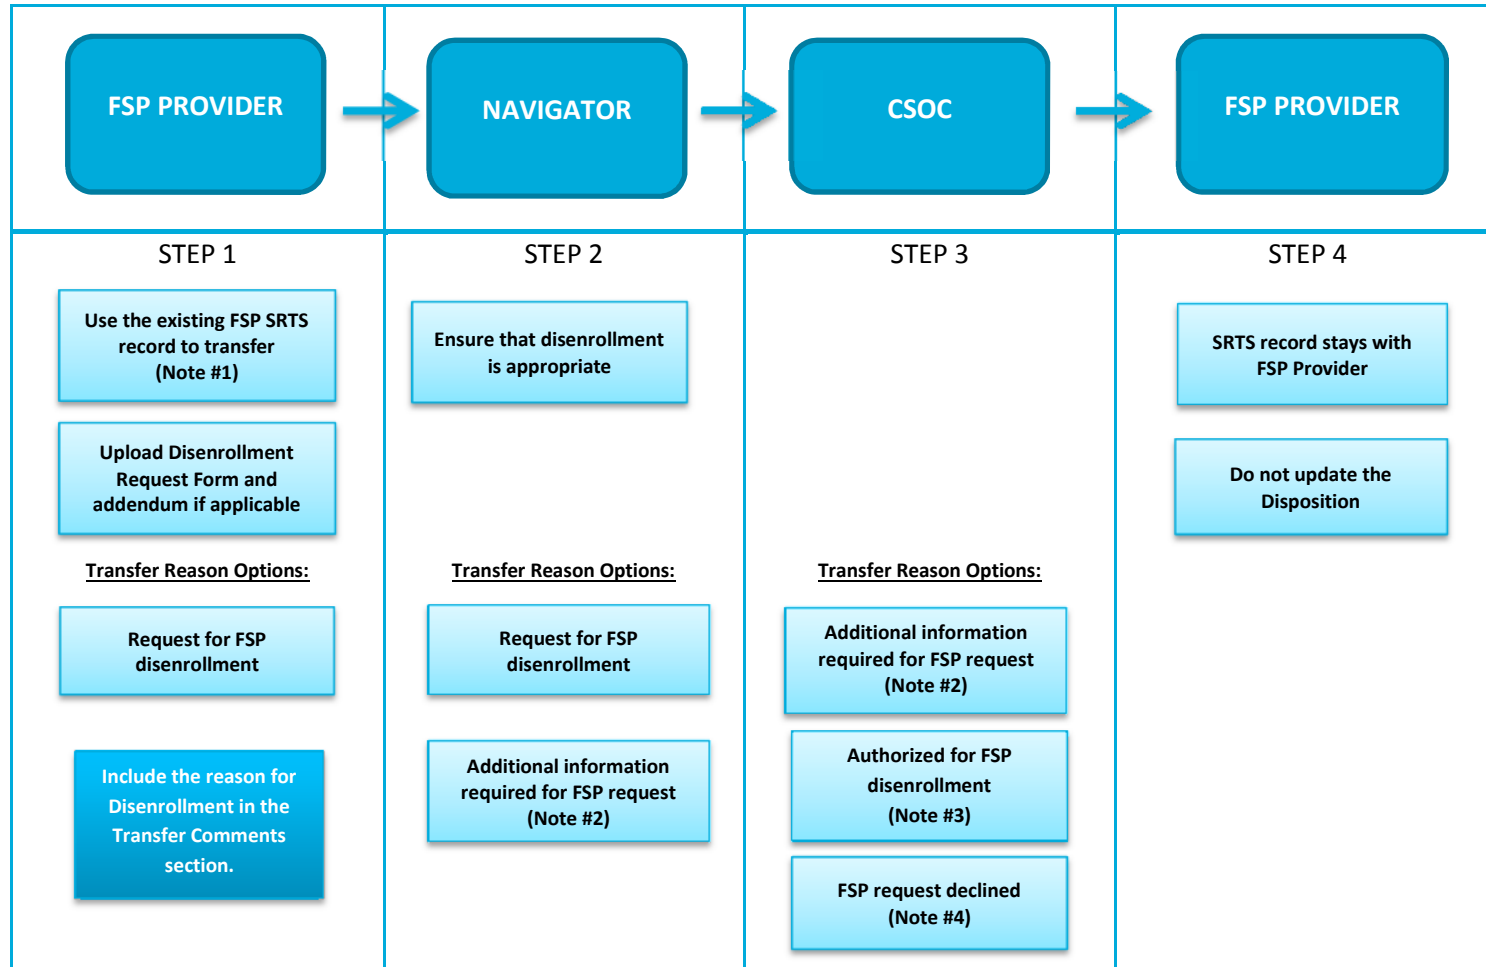 FSP PROVIDER
NAVIGATOR
CSOC
FSP PROVIDER
STEP 1
Use the existing FSP SRTS
record to transfer
(Note #1)
Upload Disenrollment
Request Form and
addendum if applicable
Transfer Reason Options:
Request for FSP
disenrollment
Include the reason for
Disenrollment in the
Transfer Comments
section.
STEP 2
Ensure that disenrollment
is appropriate
Transfer Reason Options:
Request for FSP
disenrollment
Additional information
required for FSP request
(Note #2)
STEP 3
Transfer Reason Options:
Additional information
required for FSP request
(Note #2)
Authorized for FSP
disenrollment
(Note #3)
FSP request declined
(Note #4)
STEP 4
SRTS record stays with
FSP Provider
Do not update the
Disposition